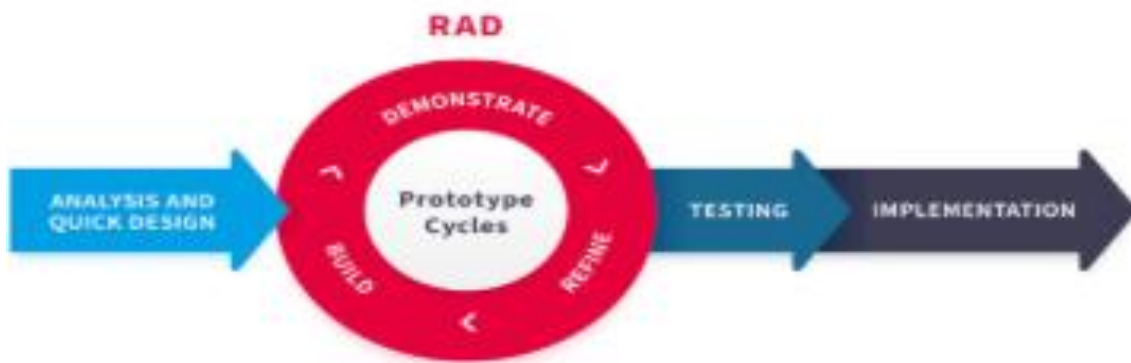 RAD
DEMONSTRATE
ANALYSIS AND
QUICK DESIGN
Prototype
Cycles
BUILD
REFINE
TESTING
IMPLEMENTATION